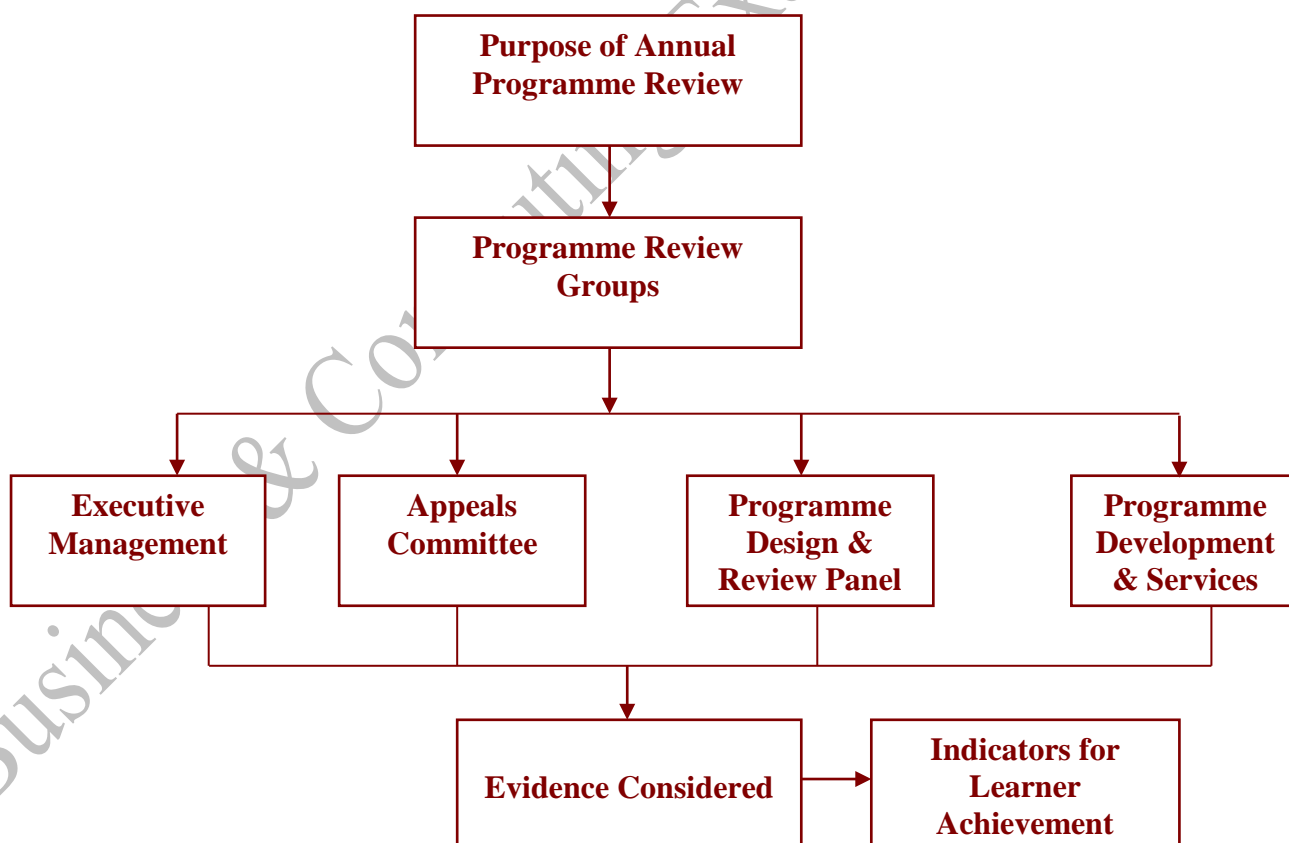 Purpose of Annual
Programme Review
Programme Review
Groups
Executive
Management
Appeals
Committee
Programme
Design &
Review Panel
Programme
Development
& Services
Evidence Considered
Indicators for
Learner
Achievement